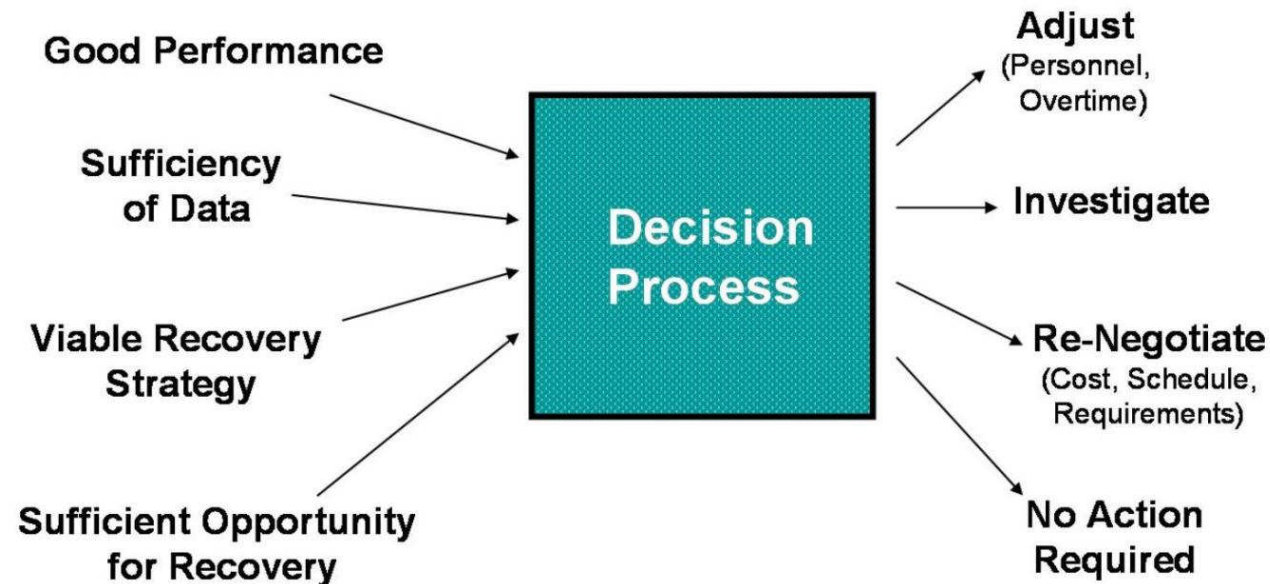 Good Performance
Sufficiency
of Data
Viable Recovery
Strategy
Sufficient Opportunity
for Recovery
Decision
Process
Adjust
(Personnel,
Overtime)
Investigate
Re-Negotiate
(Cost, Schedule,
Requirements)
No Action
Required